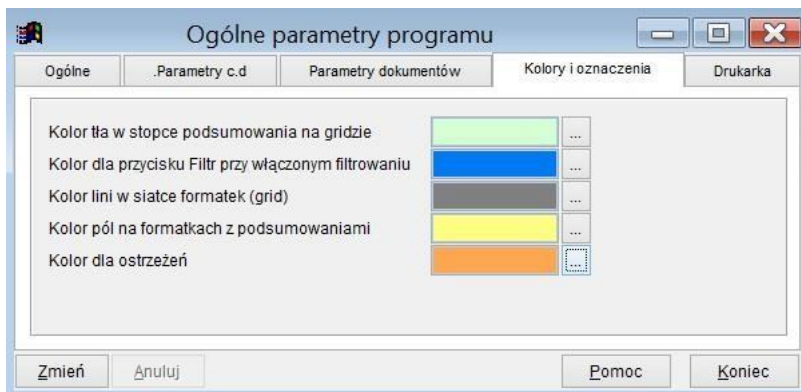 Ogólne parametry programu
Ogólne .Parametry c.d Parametry dokumentów Kolory i oznaczenia Drukarka
Kolor tła w stopce podsumowania na gridzie ...
Kolor dla przycisku Filtr przy włączonym filtrowaniu ...
Kolor lini w siatce formatek (grid) ...
Kolor pól na formatkach z podsumowaniami ...
Kolor dla ostrzeżeń ...
Zmień Anuluj Pomoc Koniec